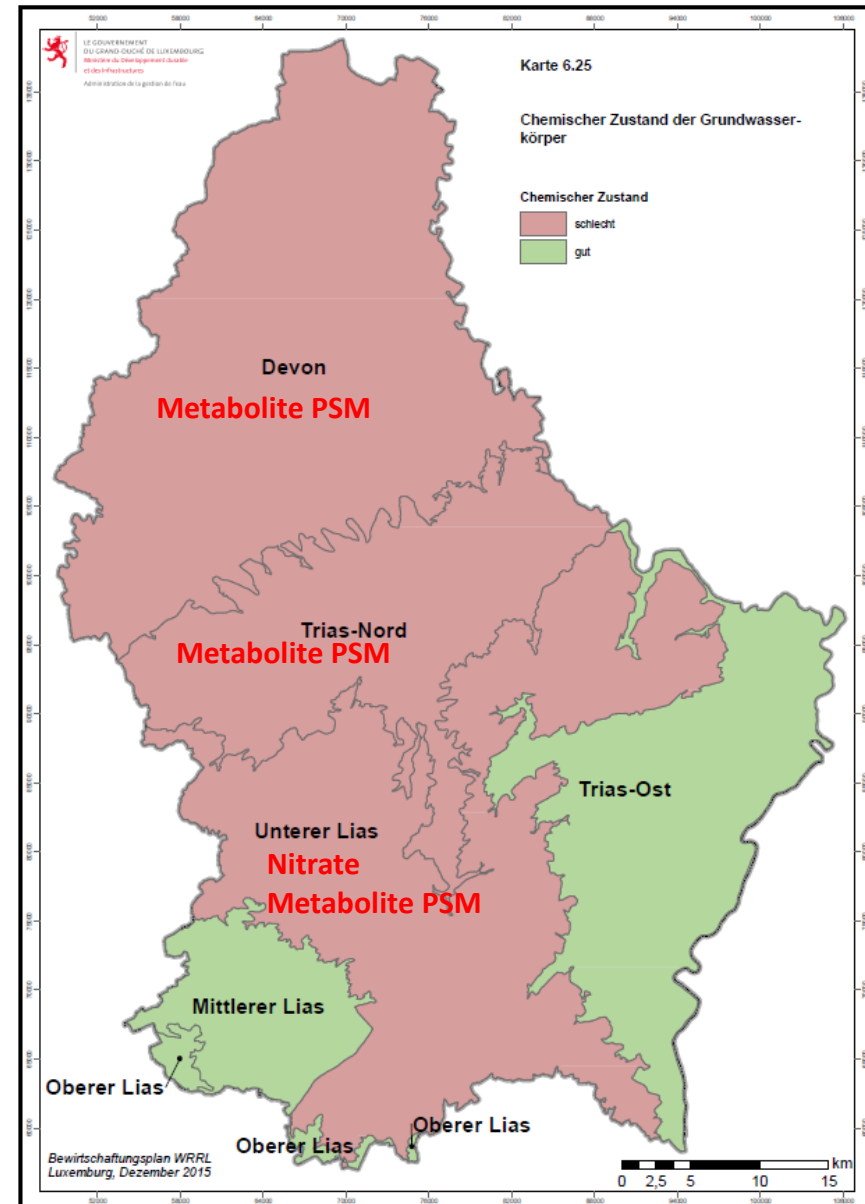 LE GOUVERNEMENT
DU GRAND-DUCHÉ DE LUXEMBOURG
Ministère du Développement durable
et des Infrastructures
Administration de la gestion de l'eau
Karte 6.25
Chemischer Zustand der Grundwasser-
körper
Chemischer Zustand
schlecht
gut
Devon
Metabolite PSM
Trias-Nord
Metabolite PSM
Trias-Ost
Unterer Lias
Nitrate
Metabolite PSM
Mittlerer Lias
Oberer Lias
Oberer Lias
Oberer Lias
Bewirtschaftungsplan WRRL
Luxemburg, Dezember 2015
km
0 2,5 5 10 15